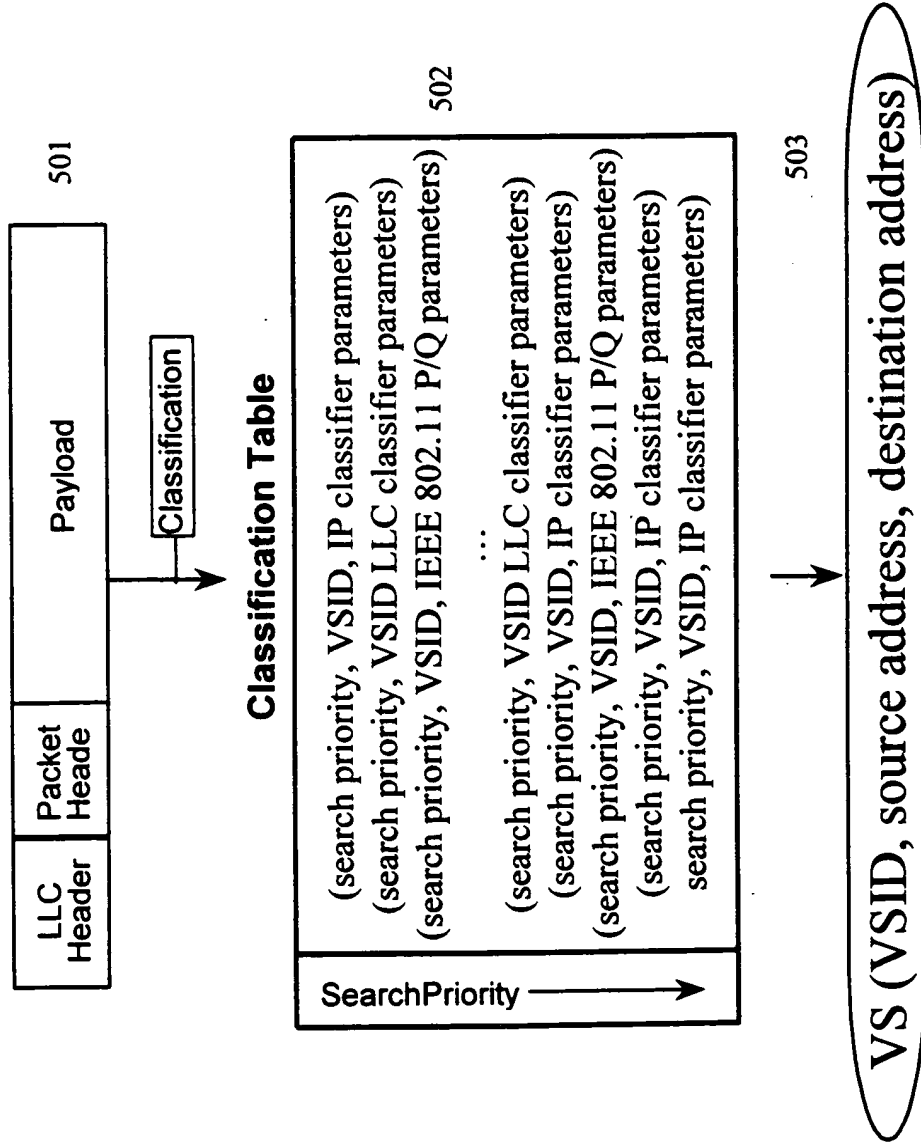 LLC
Header
Packet
Heade
Payload
501
Classification
Classification Table
SearchPriority
(search priority, VSID, IP classifier parameters)
(search priority, VSID LLC classifier parameters)
(search priority, VSID, IEEE 802.11 P/Q parameters)
...
(search priority, VSID LLC classifier parameters)
(search priority, VSID, IP classifier parameters)
(search priority, VSID, IEEE 802.11 P/Q parameters)
(search priority, VSID, IP classifier parameters)
search priority, VSID, IP classifier parameters)
502
503
VS (VSID, source address, destination address)